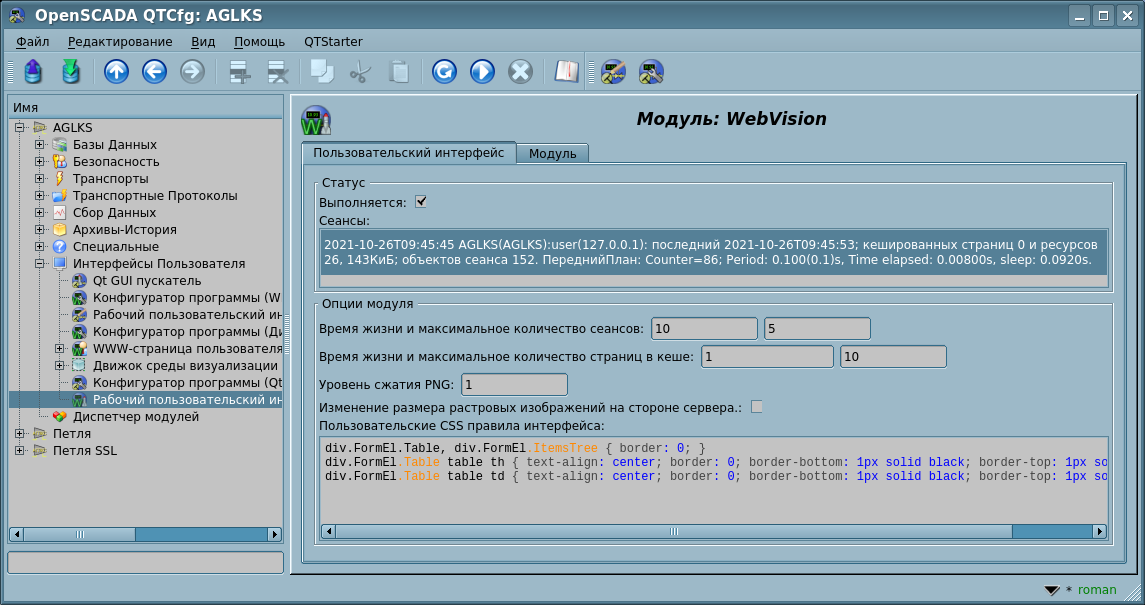 OpenSCADA QTCfg: AGLKS
Файл Редактирование Вид Помощь QTStarter
Имя
AGLKS
Базы Данных
Безопасность
Транспорты
Транспортные Протоколы
Сбор Данных
Архивы-История
Специальные
Интерфейсы Пользователя
Qt GUI пускатель
Конфигуратор программы (W
Рабочий пользовательский ин
Конфигуратор программы (Ди
WWW-страница пользователя
Движок среды визуализации
Конфигуратор программы (Qt
Рабочий пользовательский ин
Диспетчер модулей
Петля
Петля SSL
Модуль: WebVision
Пользовательский интерфейс Модуль
Статус
Выполняется:
Сеансы:
2021-10-26T09:45:45 AGLKS(AGLKS):user(127.0.0.1): последний 2021-10-26T09:45:53; кешированных страниц 0 и ресурсов
26, 143КиБ; объектов сеанса 152. ПереднийПлан: Counter=86; Period: 0.100(0.1)s, Time elapsed: 0.00800s, sleep: 0.0920s.
Опции модуля
Время жизни и максимальное количество сеансов: 10 5
Время жизни и максимальное количество страниц в кеше: 1 10
Уровень сжатия PNG: 1
Изменение размера растровых изображений на стороне сервера.:
Пользовательские CSS правила интерфейса:
div.FormEl.Table, div.FormEl.ItemsTree { border: 0; }
div.FormEl.Table table th { text-align: center; border: 0; border-bottom: 1px solid black; border-top: 1px so
div.FormEl.Table table td { text-align: center; border: 0; border-bottom: 1px solid black; border-top: 1px so
* roman